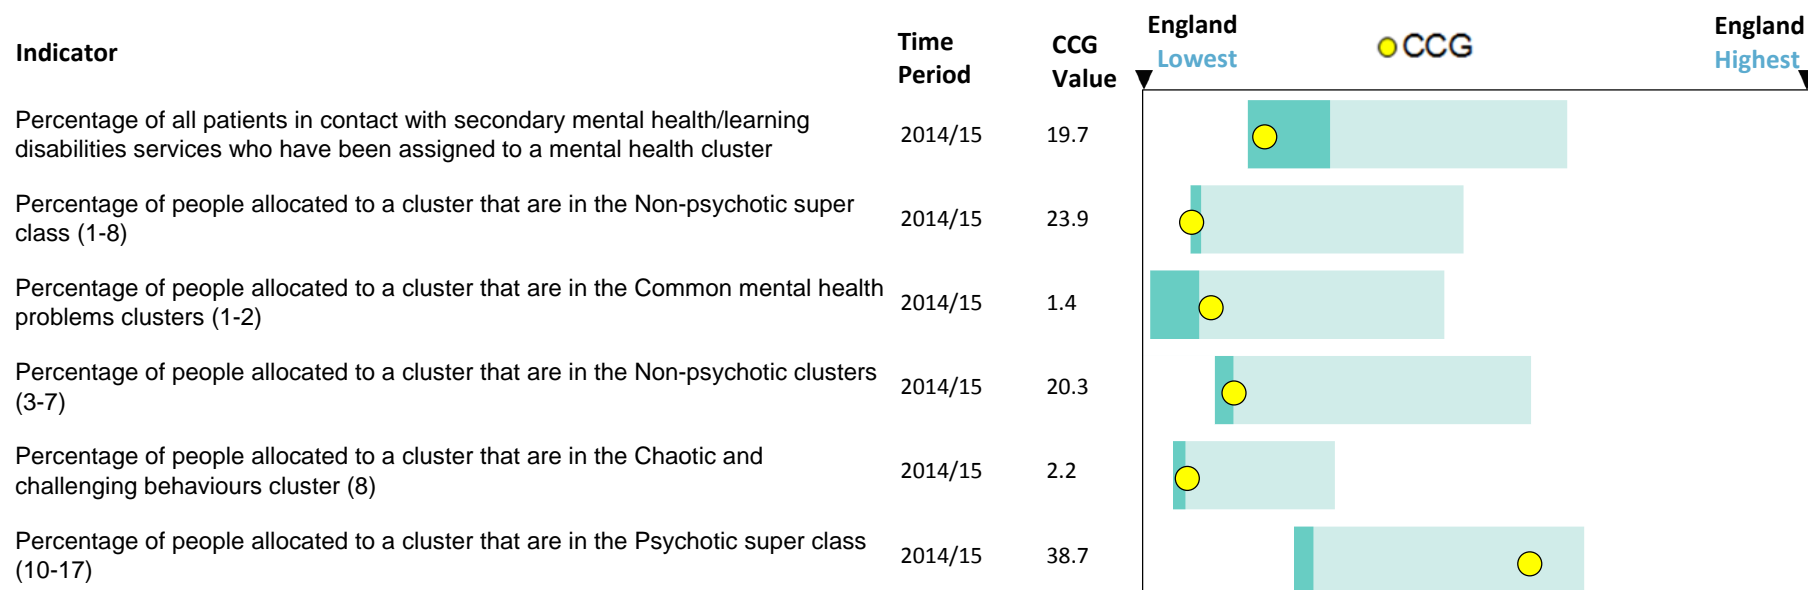 Indicator
Time
Period
CCG
Value
England
Lowest
CCG
England
Highest
Percentage of all patients in contact with secondary mental health/learning
disabilities services who have been assigned to a mental health cluster
2014/15
19.7
Percentage of people allocated to a cluster that are in the Non-psychotic super
class (1-8)
2014/15
23.9
Percentage of people allocated to a cluster that are in the Common mental health
problems clusters (1-2)
2014/15
1.4
Percentage of people allocated to a cluster that are in the Non-psychotic clusters
(3-7)
2014/15
20.3
Percentage of people allocated to a cluster that are in the Chaotic and
challenging behaviours cluster (8)
2014/15
2.2
Percentage of people allocated to a cluster that are in the Psychotic super class
(10-17)
2014/15
38.7